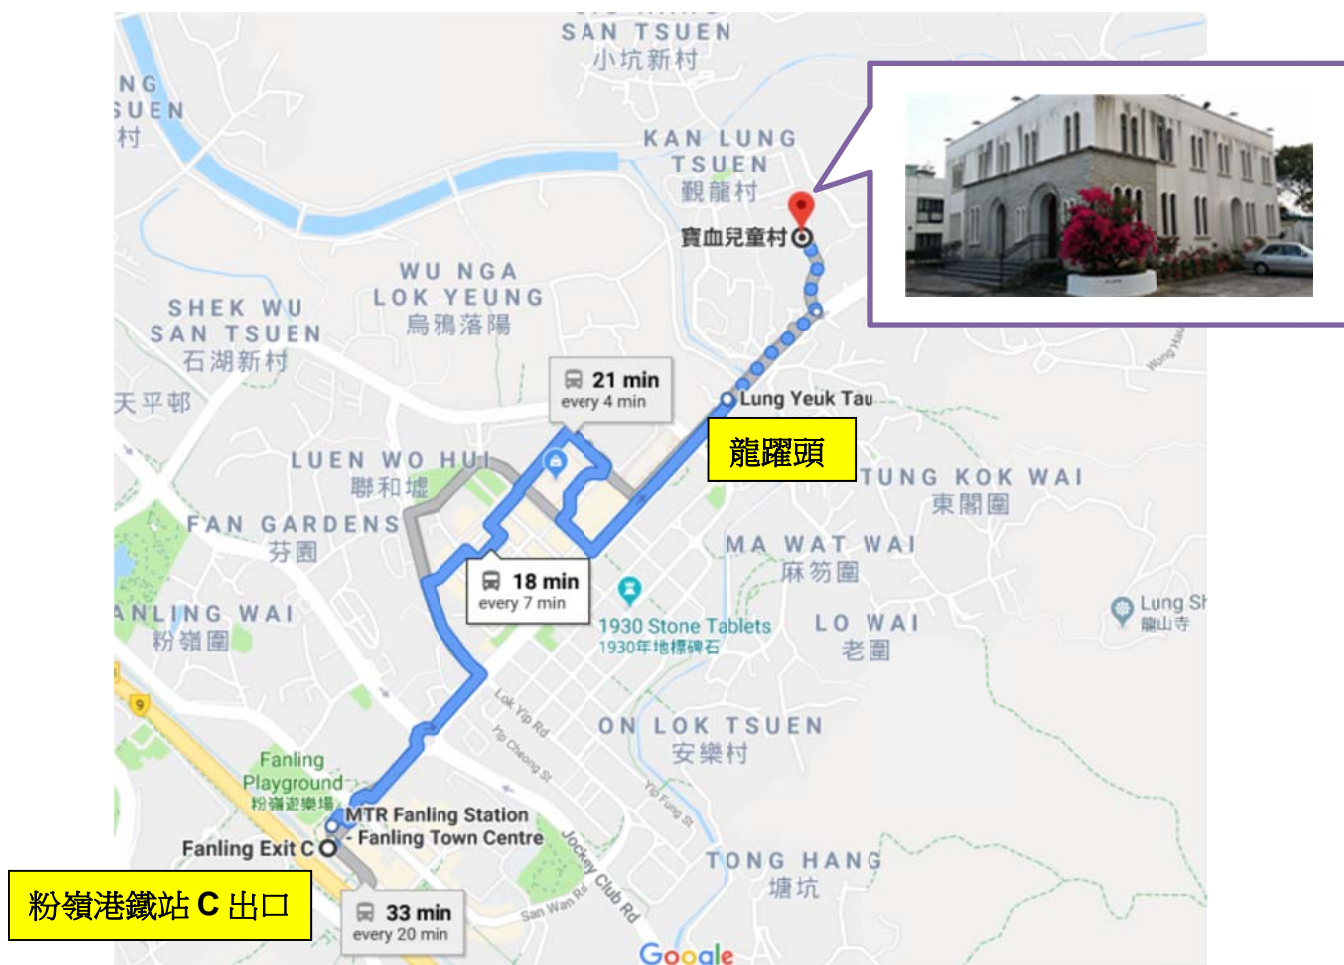 SAN TSUEN
小坑新村
NG
SUEN
村
KAN LUNG
TSUEN
觐龍村
寶血兒童村
WU NGA
LOK YEUNG
烏鴉落陽
SHEK WU
SAN TSUEN
石湖新村
天平邨
21 min
every 4 min
Lung Yeuk Tau
龍躍頭
LUEN WO HUI
聯和墟
TUNG KOK WAI
東閣圍
FAN GARDENS
芬園
MA WAT WAI
麻笏圍
18 min
every 7 min
ANLING WAI
粉嶺圍
1930 Stone Tablets
1930年地標碑石
LO WAI
老圍
Lung Sh
龍山寺
9
Lok Yip Rd
Yip Cheong St
ON LOK TSUEN
安樂村
Fanling
Playground
粉嶺遊樂場
Yip Fung St
MTR Fanling Station
- Fanling Town Centre
Fanling Exit C
Jockey Club Rd
TONG HANG
塘坑
粉嶺港鐵站 C 出口
San Wan Rd
33 min
every 20 min
Google